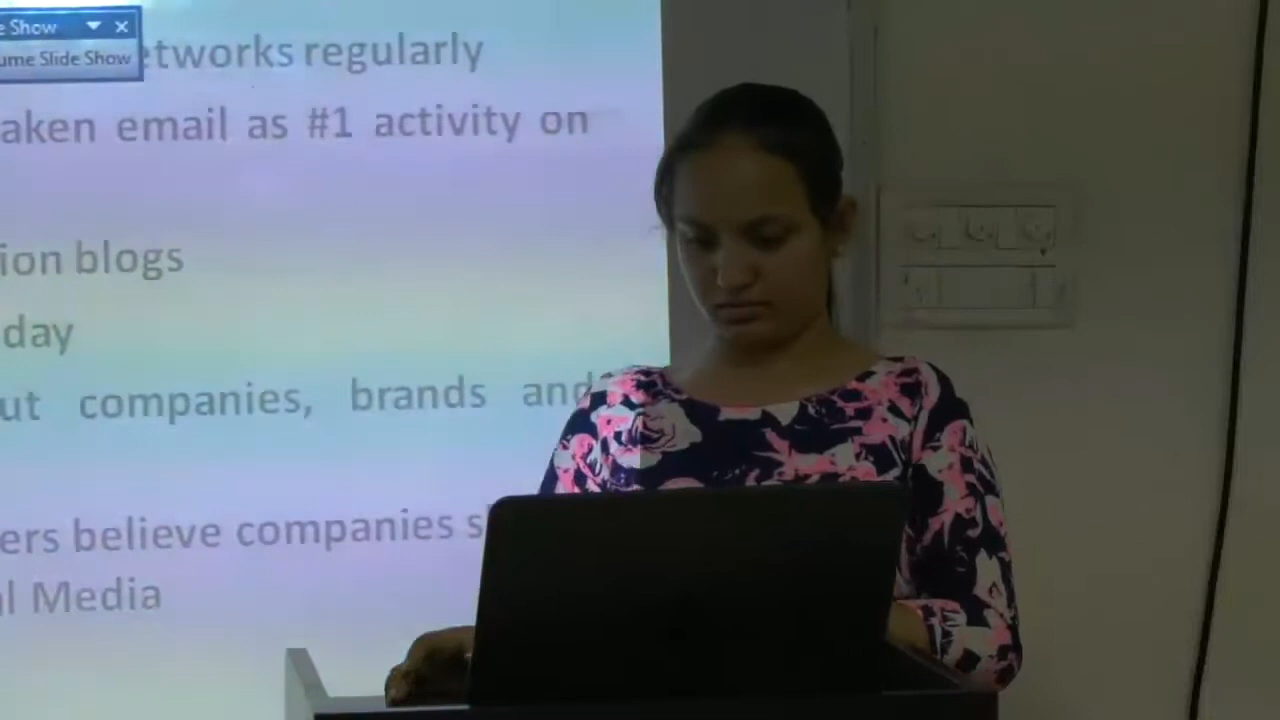 e Show
ume Slide Show
etworks regularly
aken email as #1 activity on
ion blogs
day
ut companies, brands and
ers believe companies s
al Media